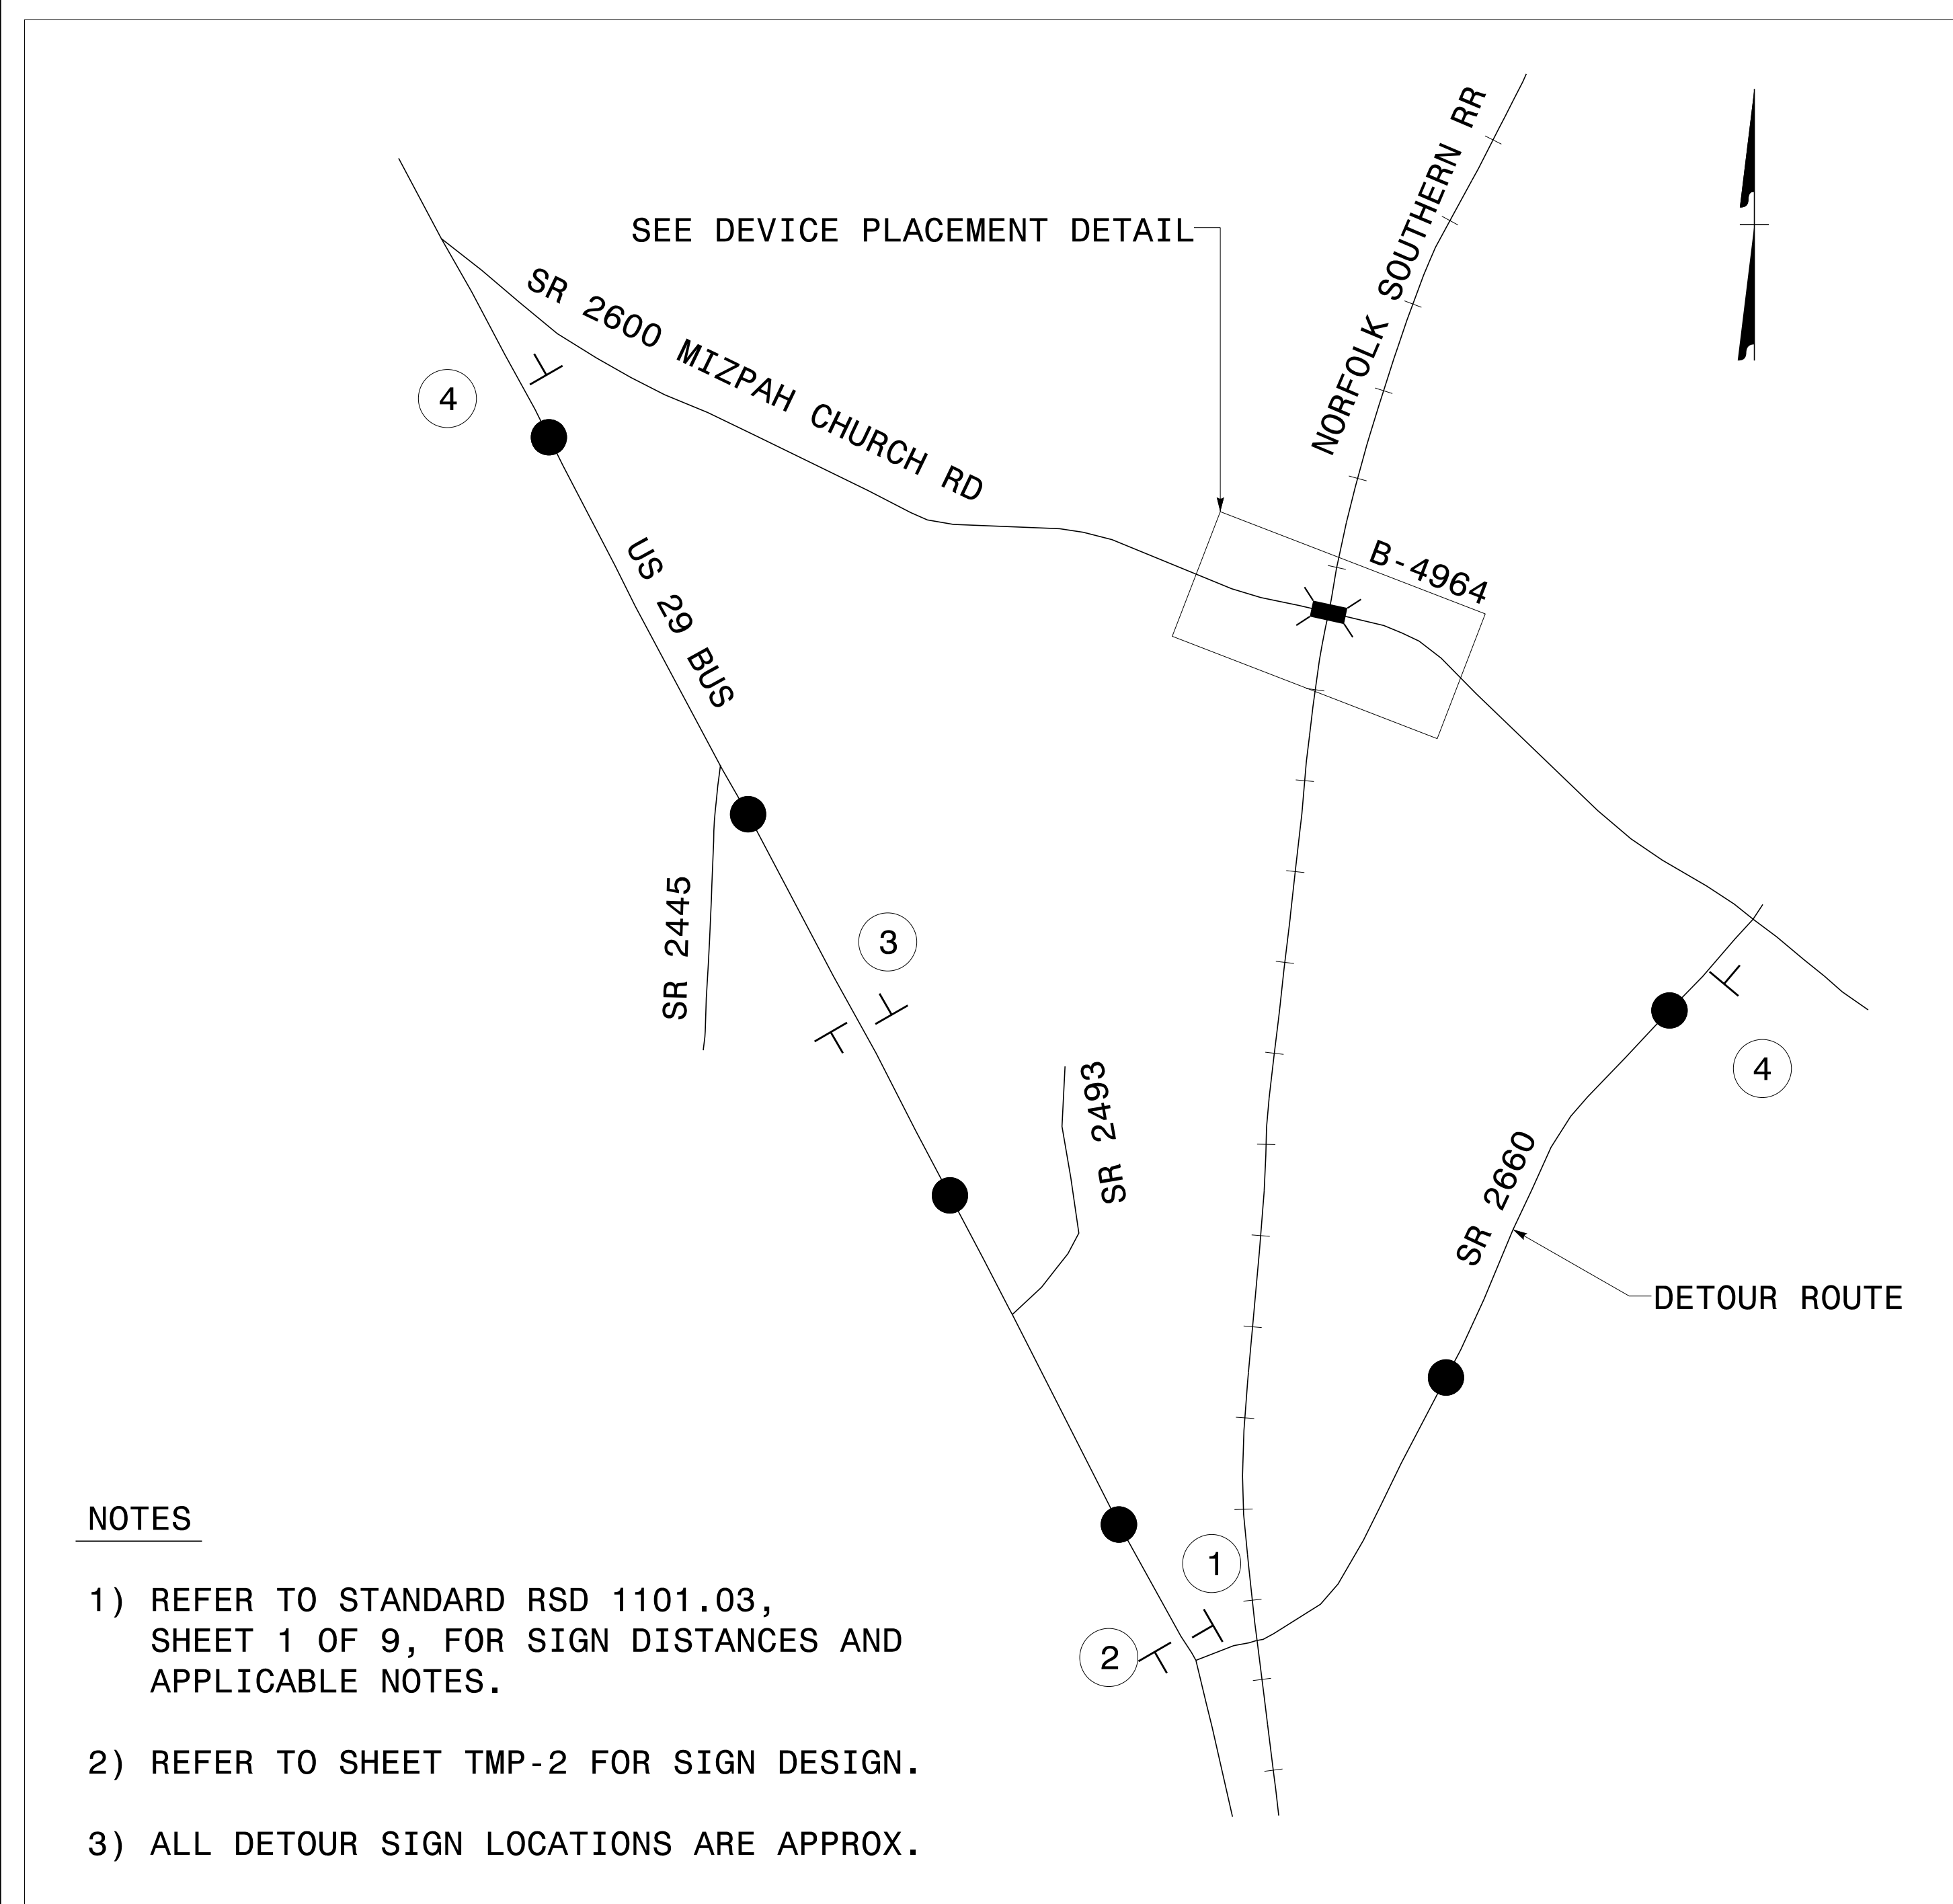 NORFOLK SOUTHERN RR
SEE DEVICE PLACEMENT DETAIL
SR 2600 MIZPAH CHURCH RD
4
US 29 BUS
B-4964
SR 2445
3
SR 2493
4
SR 2660
DETOUR ROUTE
1
2
NOTES
1) REFER TO STANDARD RSD 1101.03,
SHEET 1 OF 9, FOR SIGN DISTANCES AND
APPLICABLE NOTES.
2) REFER TO SHEET TMP-2 FOR SIGN DESIGN.
3) ALL DETOUR SIGN LOCATIONS ARE APPROX.